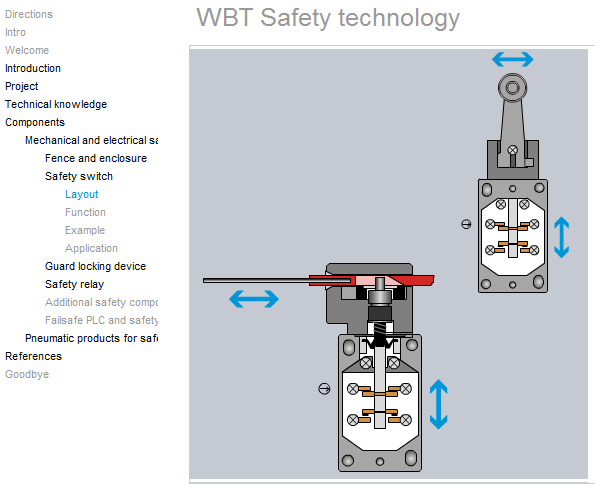 WBT Safety technology
Directions
Intro
Welcome
Introduction
Project
Technical knowledge
Components
Mechanical and electrical sa
Fence and enclosure
Safety switch
Layout
Function
Example
Application
Guard locking device
Safety relay
Additional safety compo
Failsafe PLC and safety
Pneumatic products for safe
References
Goodbye